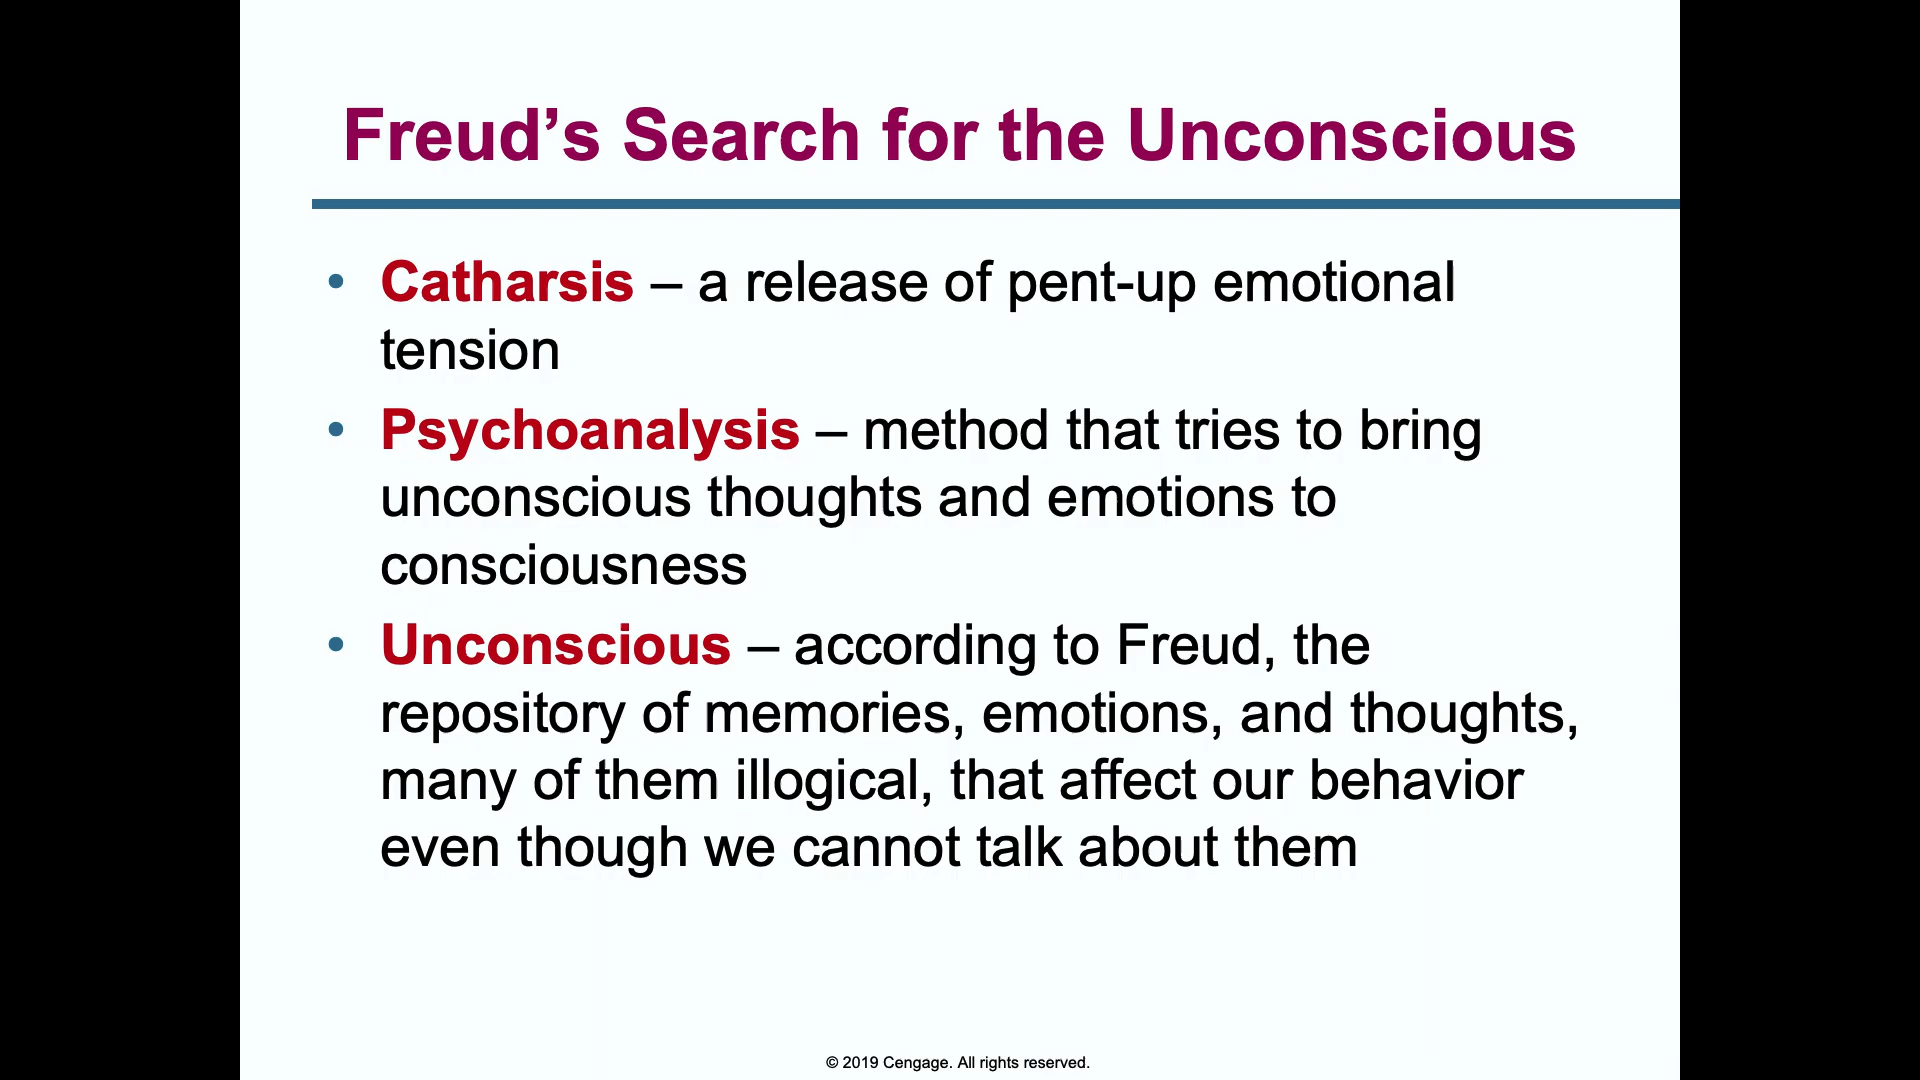 Freud’s Search for the Unconscious
• Catharsis – a release of pent-up emotional
tension
• Psychoanalysis – method that tries to bring
unconscious thoughts and emotions to
consciousness
• Unconscious – according to Freud, the
repository of memories, emotions, and thoughts,
many of them illogical, that affect our behavior
even though we cannot talk about them
© 2019 Cengage. All rights reserved.